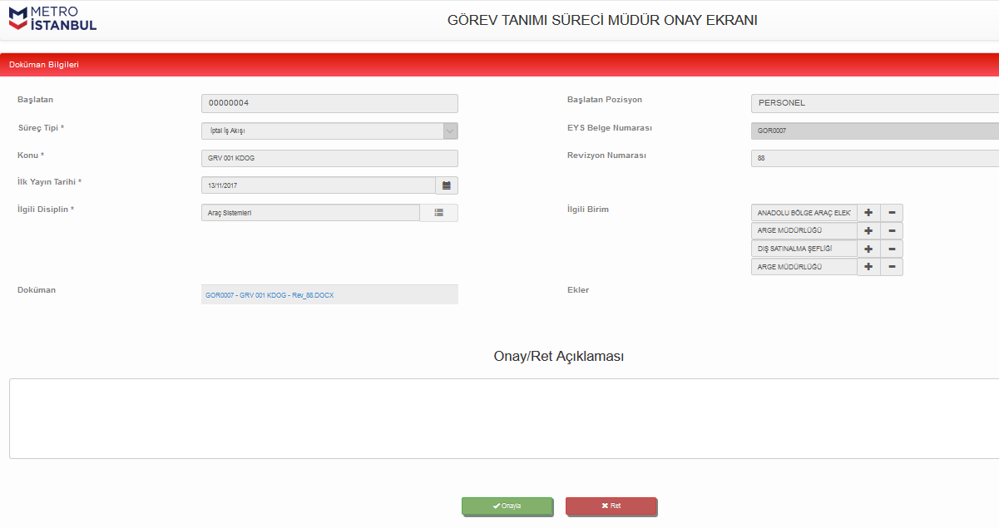 METRO
İSTANBUL
GÖREV TANIMI SÜRECİ MÜDÜR ONAY EKRANI
Doküman Bilgileri
Başlatan
00000004
Başlatan Pozisyon
PERSONEL
Süreç Tipi *
İptal İş Akışı
EYS Belge Numarası
GOR0007
Konu *
GRV 001 KDOG
Revizyon Numarası
88
İlk Yayın Tarihi *
13/11/2017
İlgili Disiplin *
Araç Sistemleri
İlgili Birim
ANADOLU BÖLGE ARAÇ ELEK
ARGE MÜDÜRLÜĞÜ
DIŞ SATINALMA ŞEFLİĞİ
ARGE MÜDÜRLÜĞÜ
Doküman
GOR0007 - GRV 001 KDOG - Rev_88.DOCX
Ekler
Onay/Ret Açıklaması
Onayla
Ret